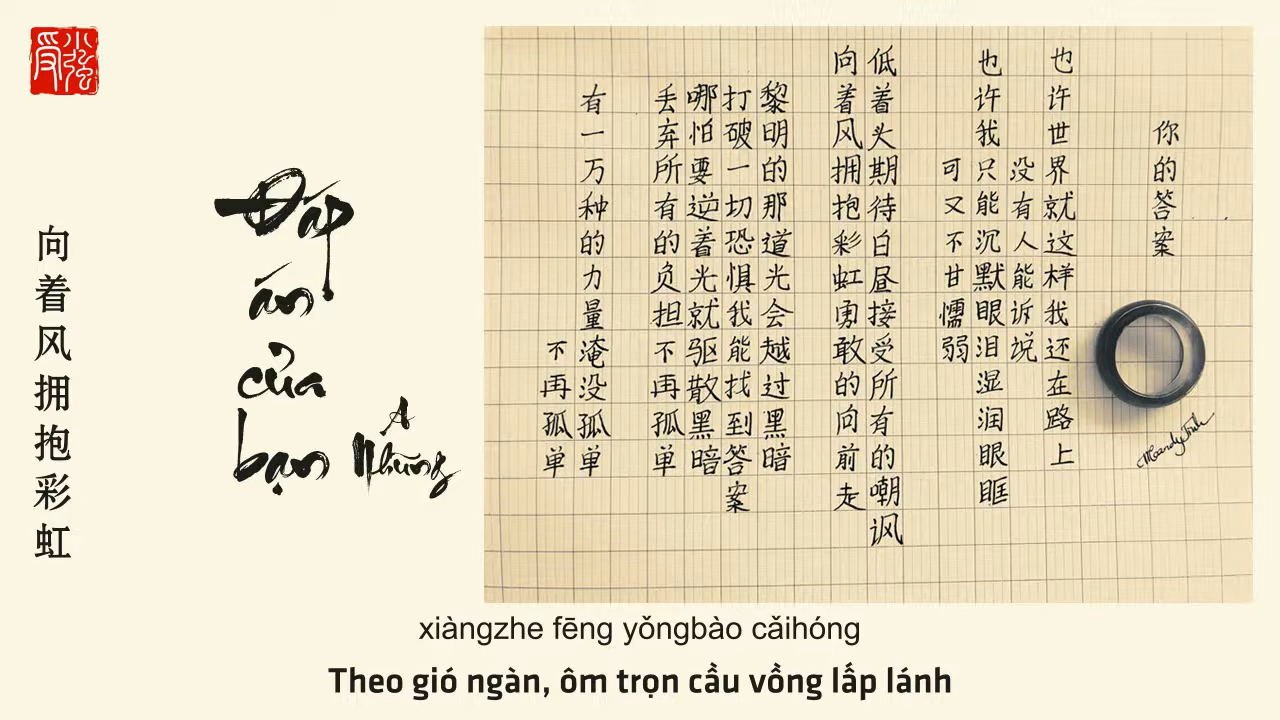 向着风拥抱彩虹
Đáp
án
của
bạn
A
Nhũng
你的答案
也许世界就这样我还在路上
没有人能诉说
也许我只能沉默眼泪湿润眼眶
可又不甘懦弱
低着头期待白昼接受所有的嘲讽
向着风拥抱彩虹勇敢的向前走
黎明的那道光会越过黑暗
打破一切恐惧我能找到答案
哪怕要逆着光就驱散黑暗
丢弃所有的负担不再孤单
有一万种的力量淹没孤单
不再孤单
xiàngzhe fēng yǒngbào cǎihóng
Theo gió ngàn, ôm trọn cầu vồng lấp lánh